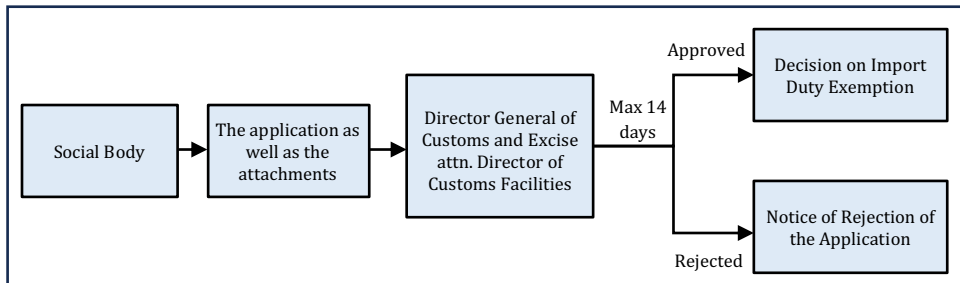 Social Body
The application as
well as the
attachments
Director General of
Customs and Excise
attn. Director of
Customs Facilities
Max 14
days
Approved
Decision on Import
Duty Exemption
Rejected
Notice of Rejection of
the Application